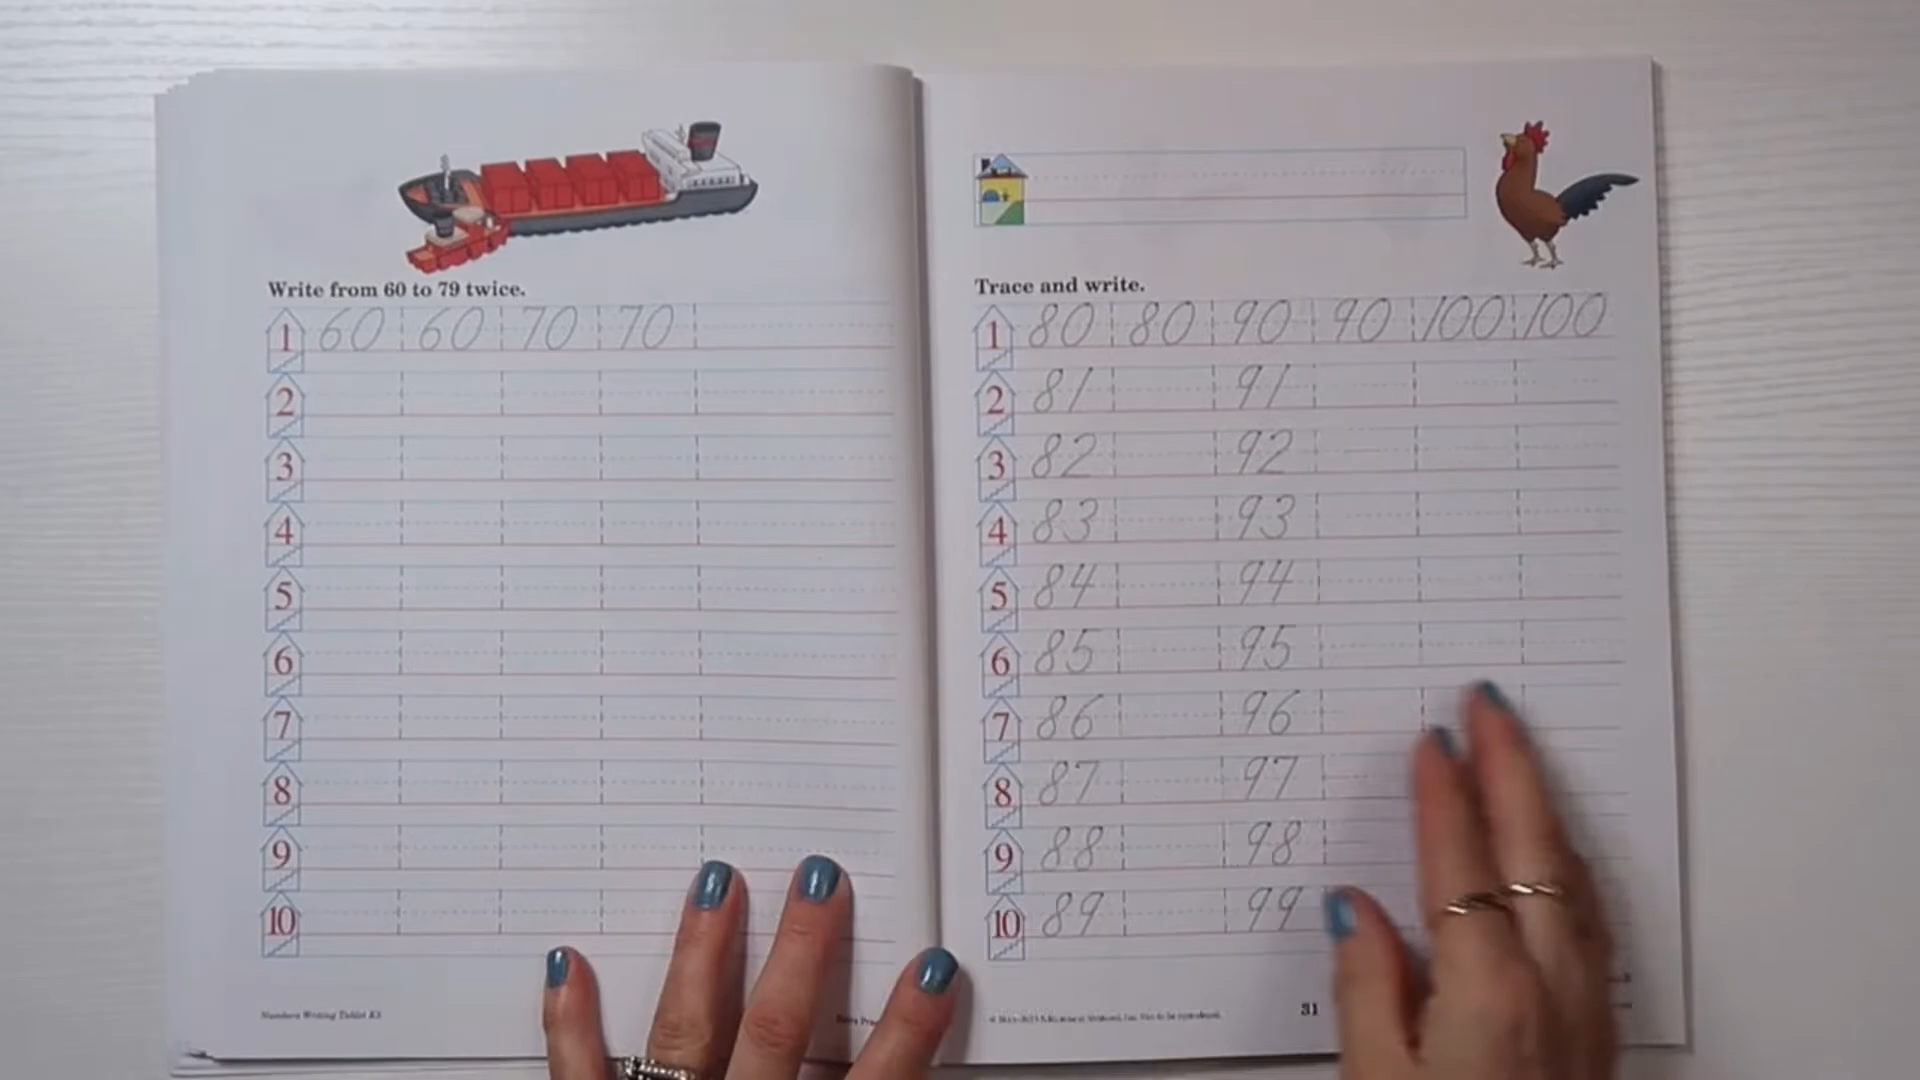 Write from 60 to 79 twice.
1 60 60 70 70
2
3
4
5
6
7
8
9
10
Numbers Writing Tablet K
Trace and write.
1 80 80 90 90 100 100
2 81 91
3 82 92
4 83 93
5 84 94
6 85 95
7 86 96
8 87 97
9 88 98
10 89 99
31